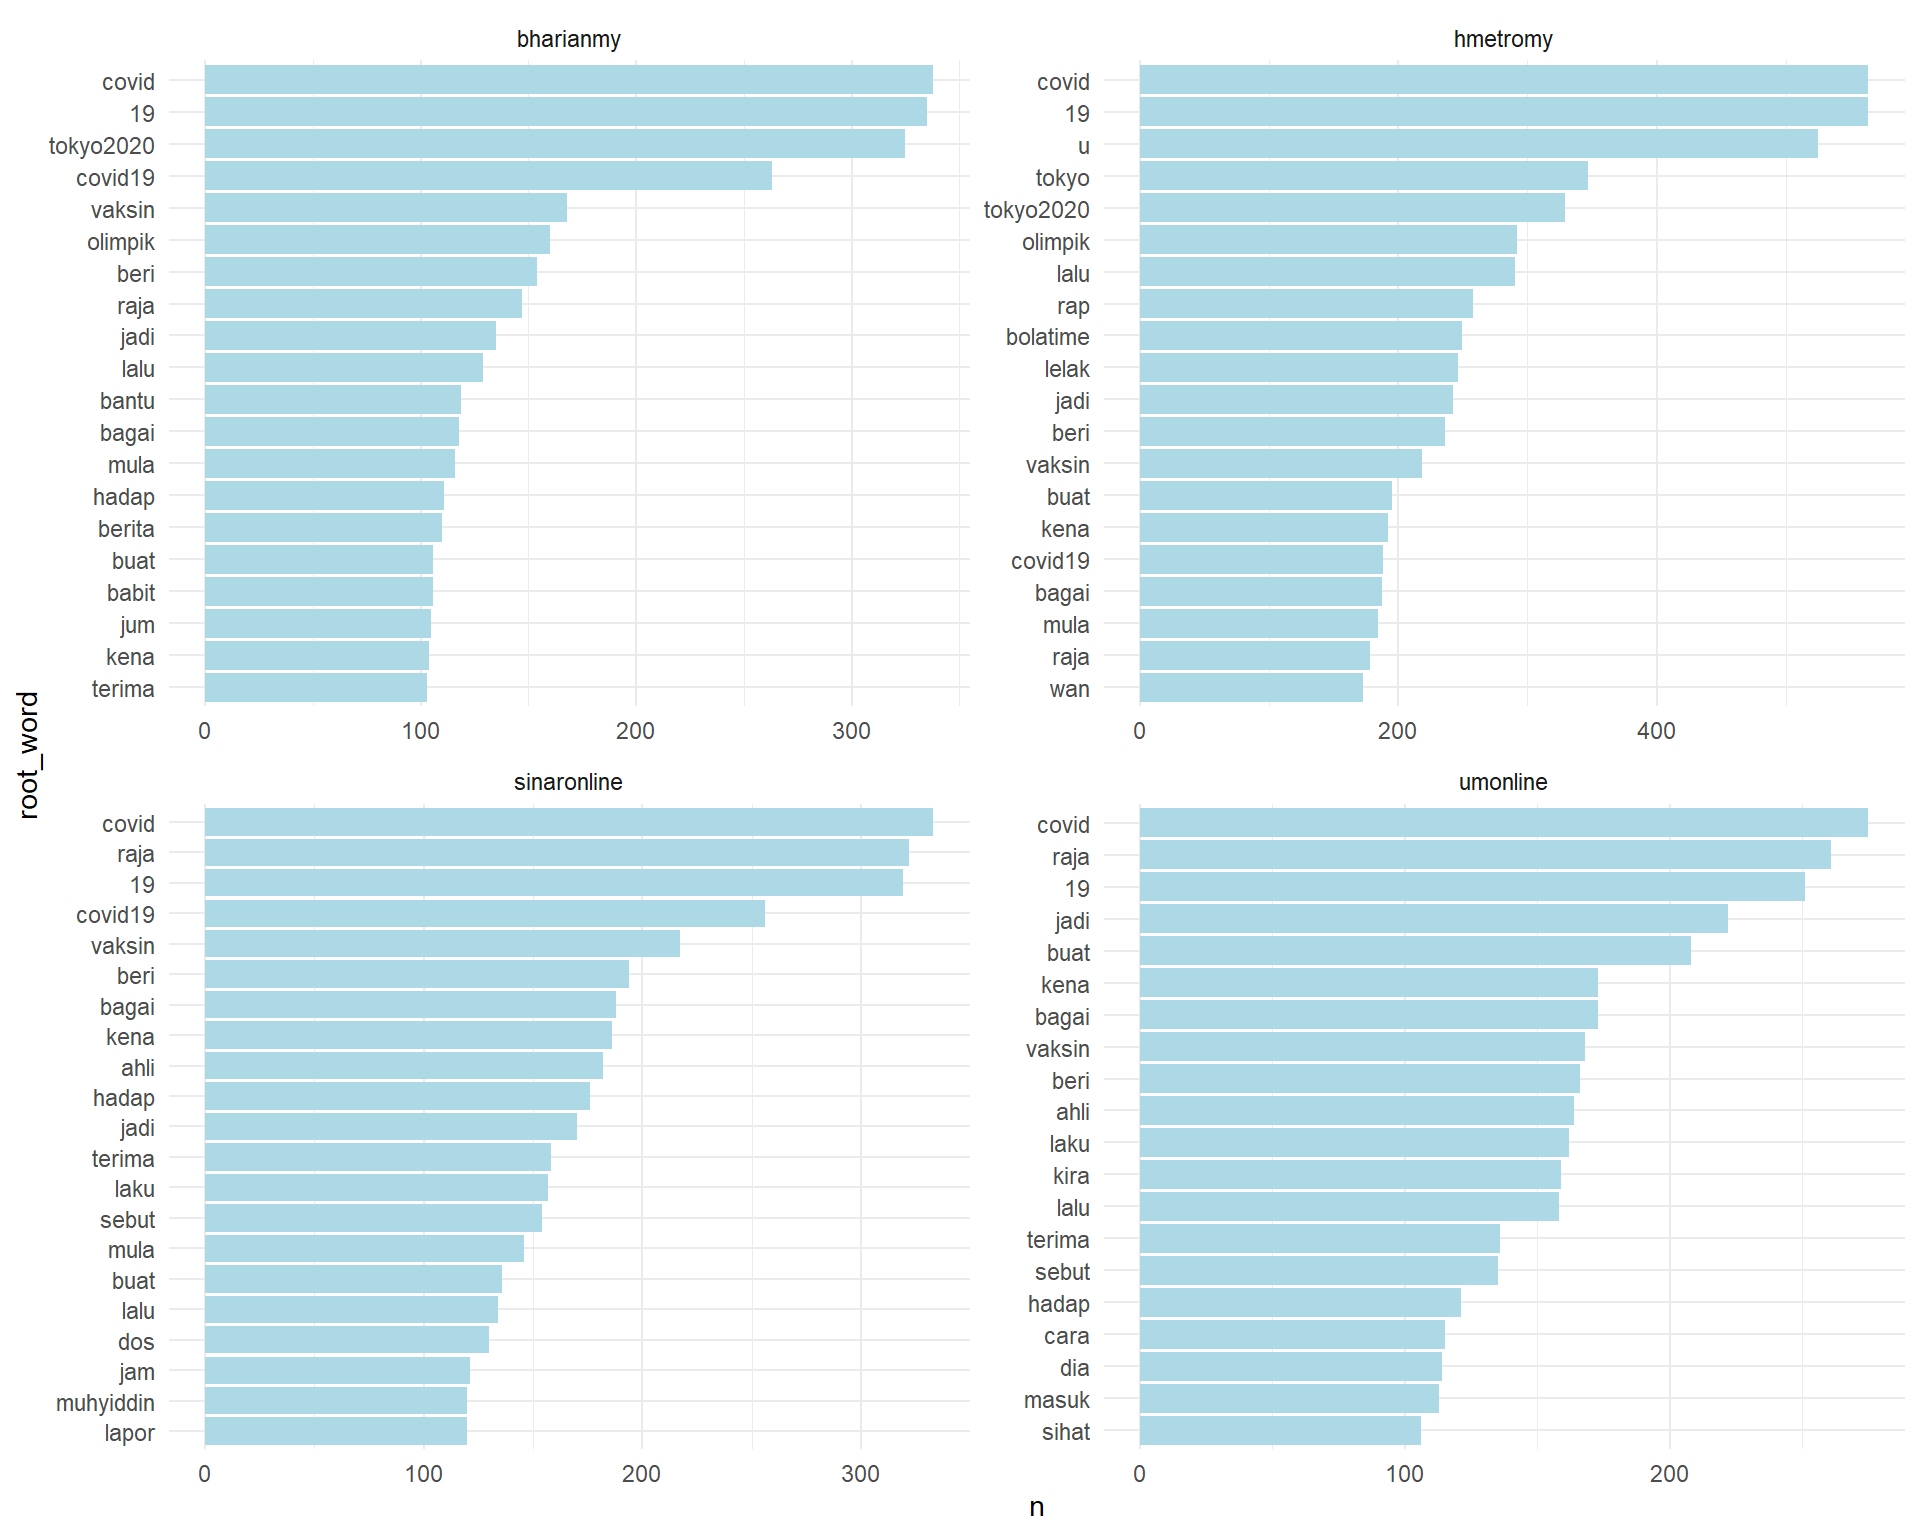 bharianmy
covid
19
tokyo2020
covid19
vaksin
olimpik
beri
raja
jadi
lalu
bantu
bagai
mula
hadap
berita
buat
babit
jum
kena
terima
0 100 200 300
hmetromy
covid
19
u
tokyo
tokyo2020
olimpik
lalu
rap
bolatime
lelak
jadi
beri
vaksin
buat
kena
covid19
bagai
mula
raja
wan
0 200 400
root_word
sinaronline
covid
raja
19
covid19
vaksin
beri
bagai
kena
ahli
hadap
jadi
terima
laku
sebut
mula
buat
lalu
dos
jam
muhyiddin
lapor
0 100 200 300
umonline
covid
raja
19
jadi
buat
kena
bagai
vaksin
beri
ahli
laku
kira
lalu
terima
sebut
hadap
cara
dia
masuk
sihat
0 100 200
n